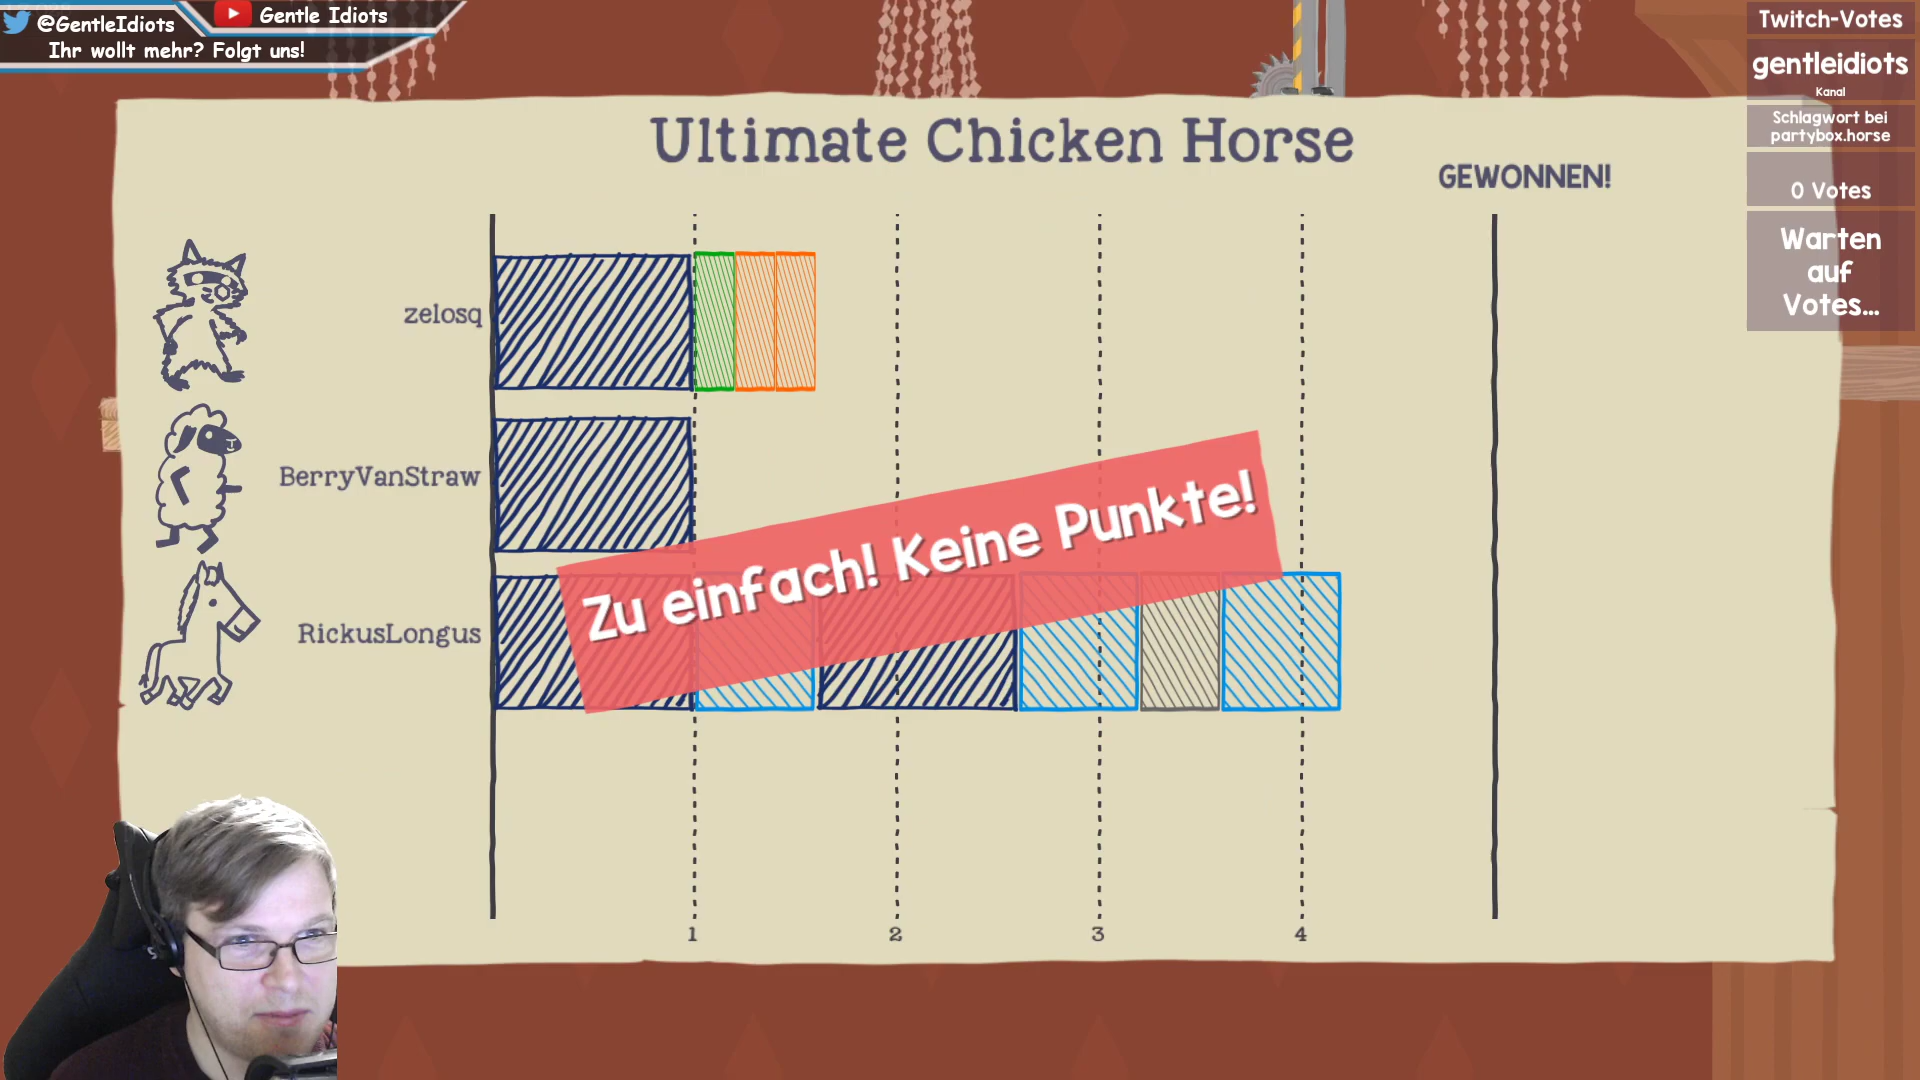 @GentleIdiots
Gentle Idiots
Ihr wollt mehr? Folgt uns!
Twitch-Votes
gentleidiots
Kanal
Schlagwort bei
partybox.horse
0 Votes
Warten
auf
Votes...
Ultimate Chicken Horse
GEWONNEN!
zelosq
BerryVanStraw
RickusLongus
Zu einfach! Keine Punkte!
1 2 3 4